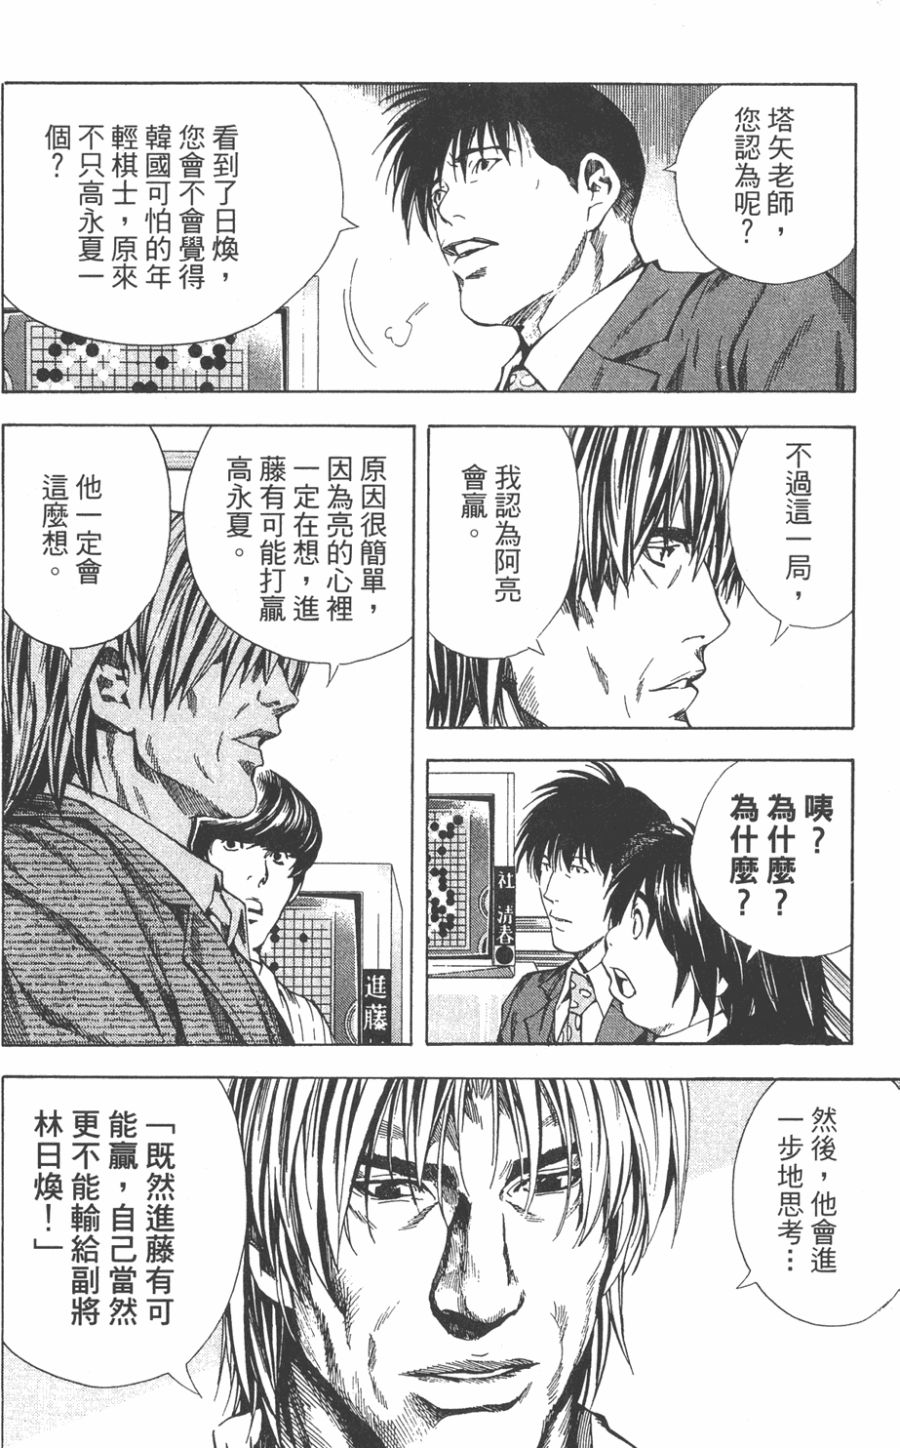 塔矢老師，
您認為呢？
看到了日煥，
您會不會覺得
韓國可怕的年
輕棋士，原來
不只高永夏一
個？
不過這一局，
我認為阿亮
會贏。
咦？
為什麼？
為什麼？
社 清春
原因很簡單，
因為亮的心裡
一定在想，進
藤有可能打贏
高永夏。
他一定會
這麼想。
進藤
然後，他會進
一步地思考…
「既然進藤有可
能贏，自己當然
更不能輸給副將
林日煥！」